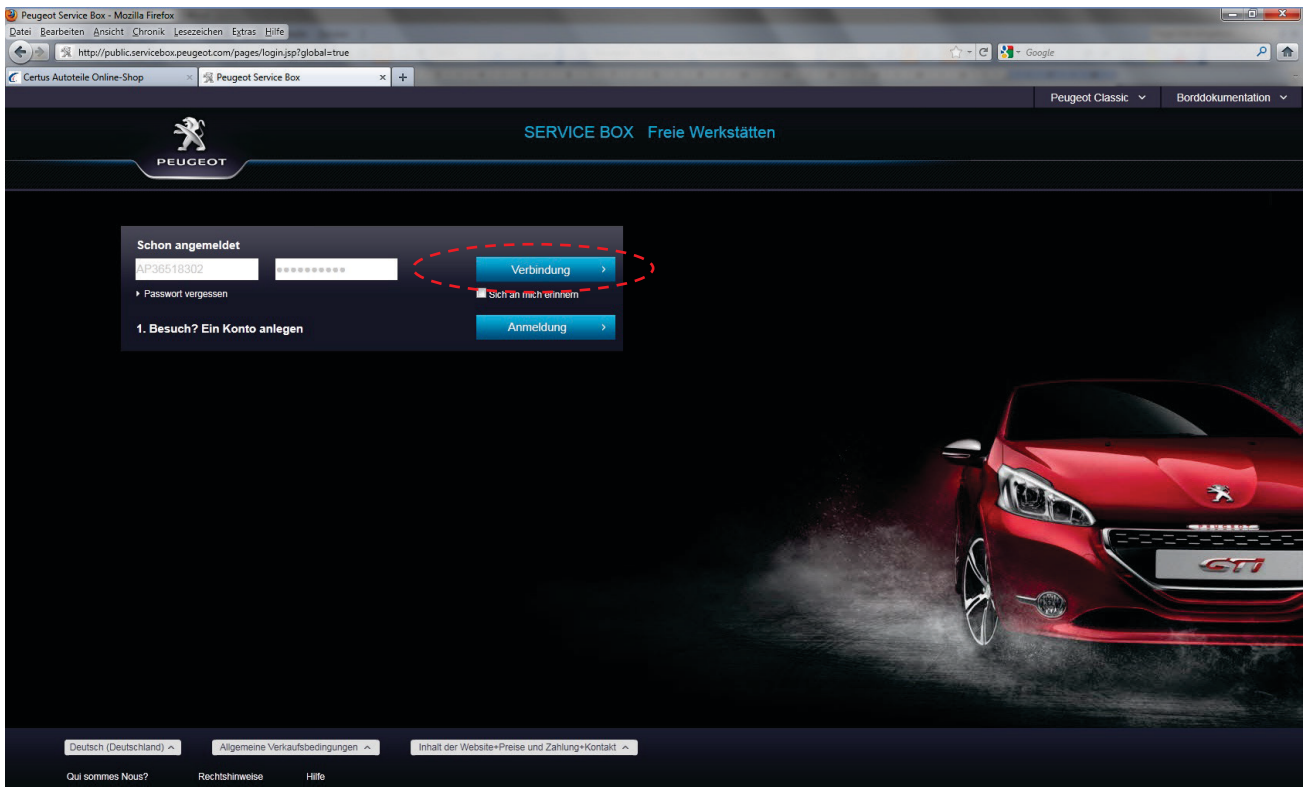 Peugeot Service Box - Mozilla Firefox
Datei Bearbeiten Ansicht Chronik Lesezeichen Extras Hilfe
http://public.servicebox.peugeot.com/pages/login.jsp?global=true
Google
Certus Autoteile Online-Shop
Peugeot Service Box
Peugeot Classic
Borddokumentation
PEUGEOT
SERVICE BOX Freie Werkstätten
Schon angemeldet
AP36518302
Verbindung
Passwort vergessen
Sich an mich erinnern
1. Besuch? Ein Konto anlegen
Anmeldung
PEUGEOT
GTi
Deutsch (Deutschland)
Allgemeine Verkaufsbedingungen
Inhalt der Website+Preise und Zahlung+Kontakt
Qui sommes Nous?
Rechtshinweise
Hilfe